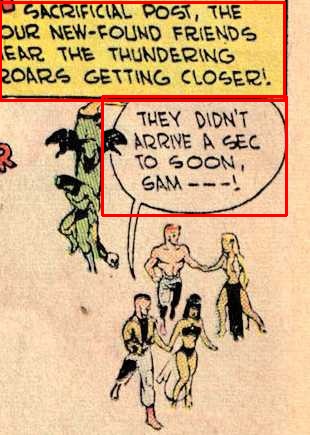 SACRIFICIAL POST, THE
OUR NEW-FOUND FRIENDS
EAR THE THUNDERING
ROARS GETTING CLOSER!
THEY DIDN'T
ARRIVE A SEC
TO SOON,
SAM ---!
R